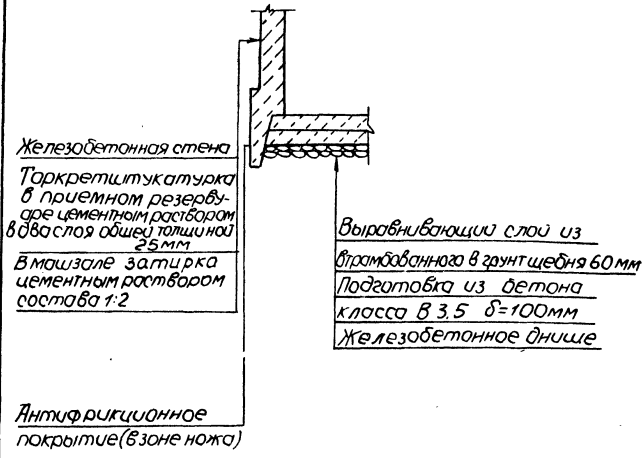 Железобетонная стена
Торкретштукатурка
в приемном резерву-
аре цементным раствором
в два слоя общей толщиной
25мм
В машзале затирка
цементным раствором
состава 1:2
Антифрикционное
покрытие(в зоне ножа)
Выравнивающий слой из
втрамбованного в грунт щебня 60мм
Подготовка из бетона
класса В 3,5 δ=100мм
Железобетонное днище